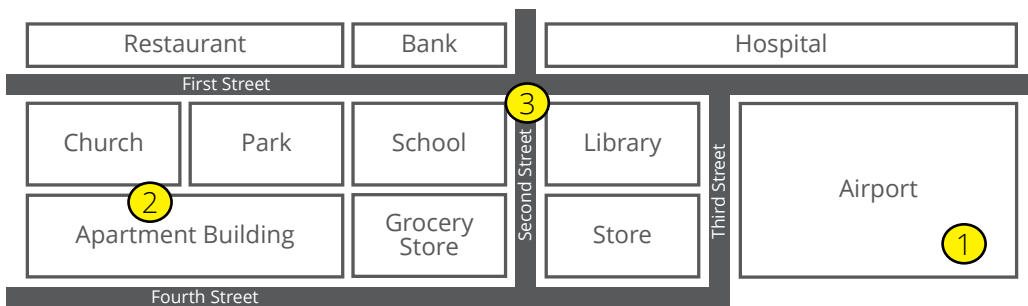 Restaurant
Bank
Hospital
First Street
3
Church
Park
School
Second Street
Library
Third Street
Airport
2
Apartment Building
Grocery
Store
Store
1
Fourth Street